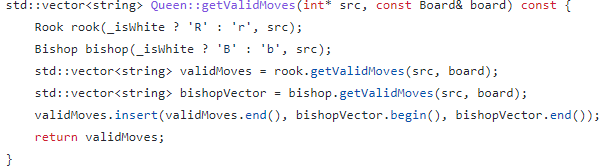 std::vector<string> Queen::getValidMoves(int* src, const Board& board) const {
    Rook rook(_isWhite ? 'R' : 'r', src);
    Bishop bishop(_isWhite ? 'B' : 'b', src);
    std::vector<string> validMoves = rook.getValidMoves(src, board);
    std::vector<string> bishopVector = bishop.getValidMoves(src, board);
    validMoves.insert(validMoves.end(), bishopVector.begin(), bishopVector.end());
    return validMoves;
}